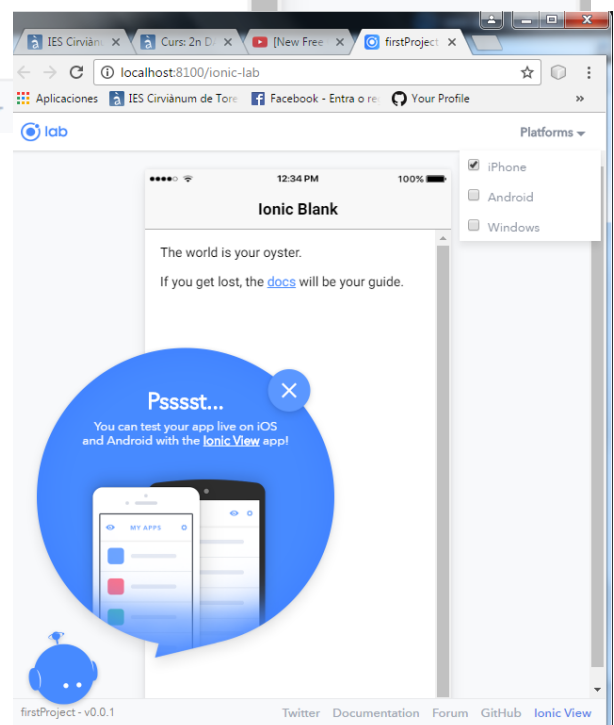 IES Cirviànu
Curs: 2n D
[New Free
firstProject
localhost:8100/ionic-lab
Aplicaciones
IES Cirviànum de Tore
Facebook - Entra o re
Your Profile
»
lab
Platforms
iPhone
Android
Windows
12:34 PM
100%
Ionic Blank
The world is your oyster.
If you get lost, the docs will be your guide.
Psssst...
You can test your app live on iOS
and Android with the Ionic View app!
MY APPS
firstProject - v0.0.1
Twitter Documentation Forum GitHub Ionic View